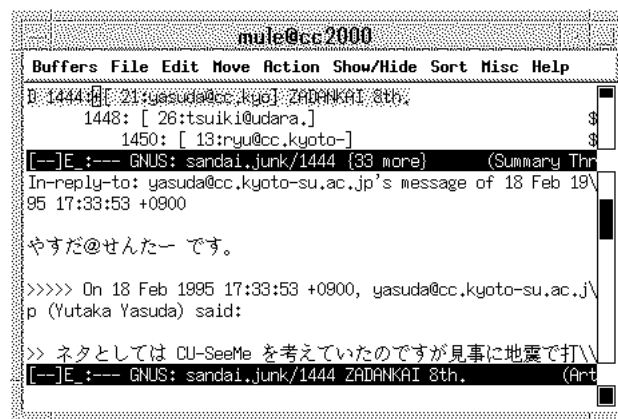 mule@cc2000
Buffers File Edit Move Action Show/Hide Sort Misc Help
D 1444: [ 21:yasuda@cc.kyo] ZADANKAI 8th.
1448: [ 26:tsuiki@udara.] $
1450: [ 13:ryu@cc.kyoto-] $
[--]E_:--- GNUS: sandai.junk/1444 {33 more} (Summary Thr
In-reply-to: yasuda@cc.kyoto-su.ac.jp's message of 18 Feb 19\
95 17:33:53 +0900
やすだ@せんたー です。
>>>>> On 18 Feb 1995 17:33:53 +0900, yasuda@cc.kyoto-su.ac.j\
p (Yutaka Yasuda) said:
>> ネタとしては CU-SeeMe を考えていたのですが見事に地震で打\\
[--]E_:--- GNUS: sandai.junk/1444 ZADANKAI 8th. (Art